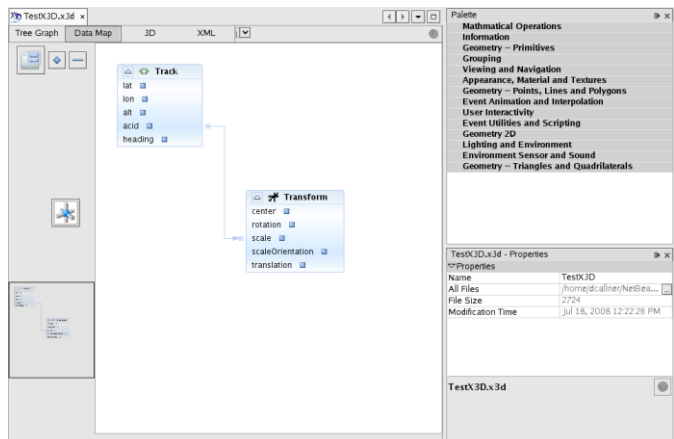 TestX3D.x3d
Tree Graph Data Map 3D XML
Track
lat
lon
alt
acid
heading
Transform
center
rotation
scale
scaleOrientation
translation
Palette
Mathmatical Operations
Information
Geometry – Primitives
Grouping
Viewing and Navigation
Appearance, Material and Textures
Geometry – Points, Lines and Polygons
Event Animation and Interpolation
User Interactivity
Event Utilities and Scripting
Geometry 2D
Lighting and Environment
Environment Sensor and Sound
Geometry – Triangles and Quadrilaterals
TestX3D.x3d - Properties
Properties
Name TestX3D
All Files /home/dcallner/NetBea... ...
File Size 2724
Modification Time Jul 18, 2008 12:22:26 PM
TestX3D.x3d